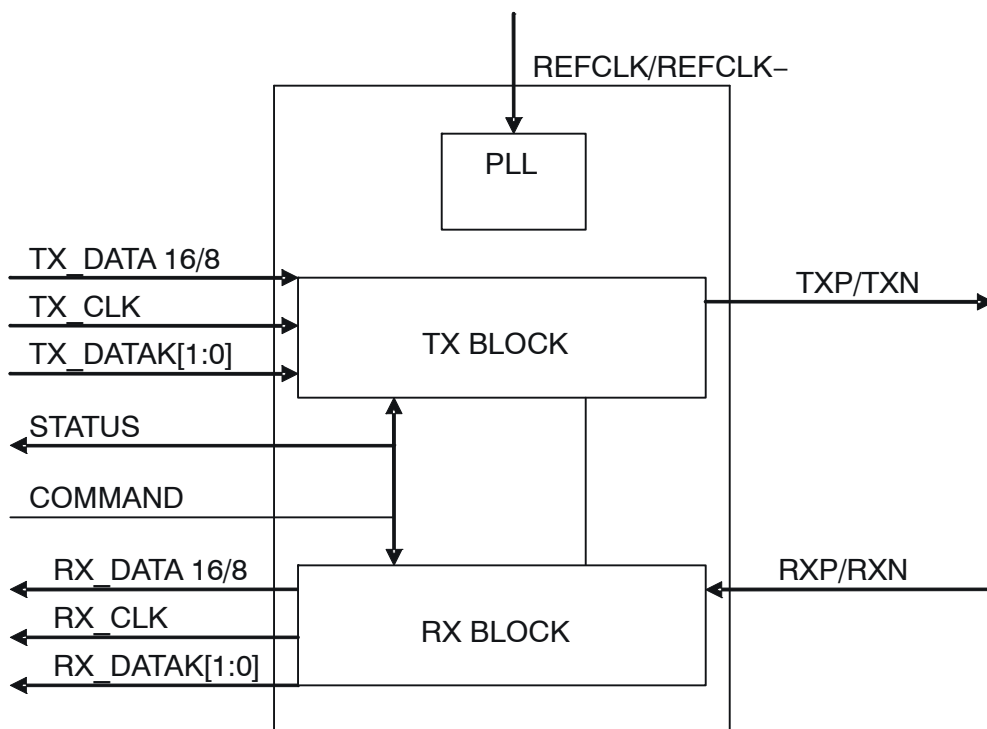 REFCLK/REFCLK–
PLL
TX_DATA 16/8
TX_CLK
TX_DATAK[1:0]
TX BLOCK
TXP/TXN
STATUS
COMMAND
RX_DATA 16/8
RX_CLK
RX_DATAK[1:0]
RX BLOCK
RXP/RXN